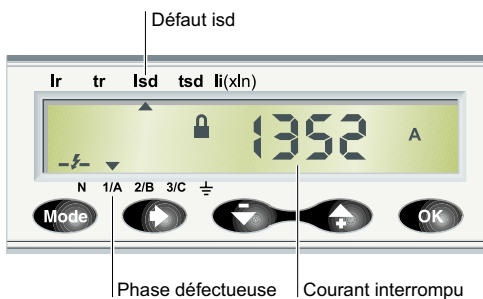 Défaut isd
Ir tr Isd tsd Ii(xIn)
1352 A
N 1/A 2/B 3/C
Mode OK
Phase défectueuse Courant interrompu